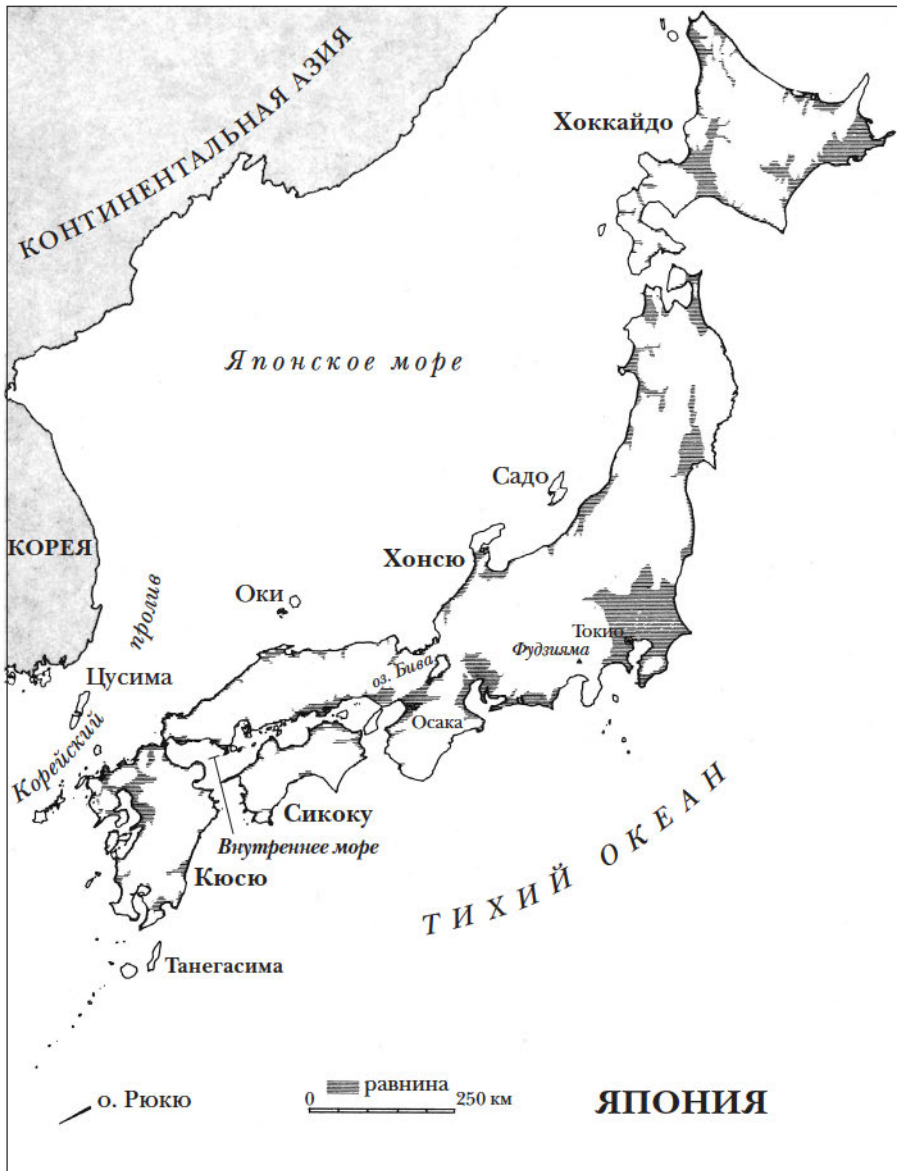 КОНТИНЕНТАЛЬНАЯ АЗИЯ
Хоккайдо
Японское море
Садо
КОРЕЯ
Хонсю
пролив
Оки
Токио
Фудзияма
Цусима
оз. Бива
Осака
Корейский
Сикоку
Внутреннее море
Кюсю
ТИХИЙ ОКЕАН
Танегасима
равнина
о. Рюкю
0 250 км
ЯПОНИЯ